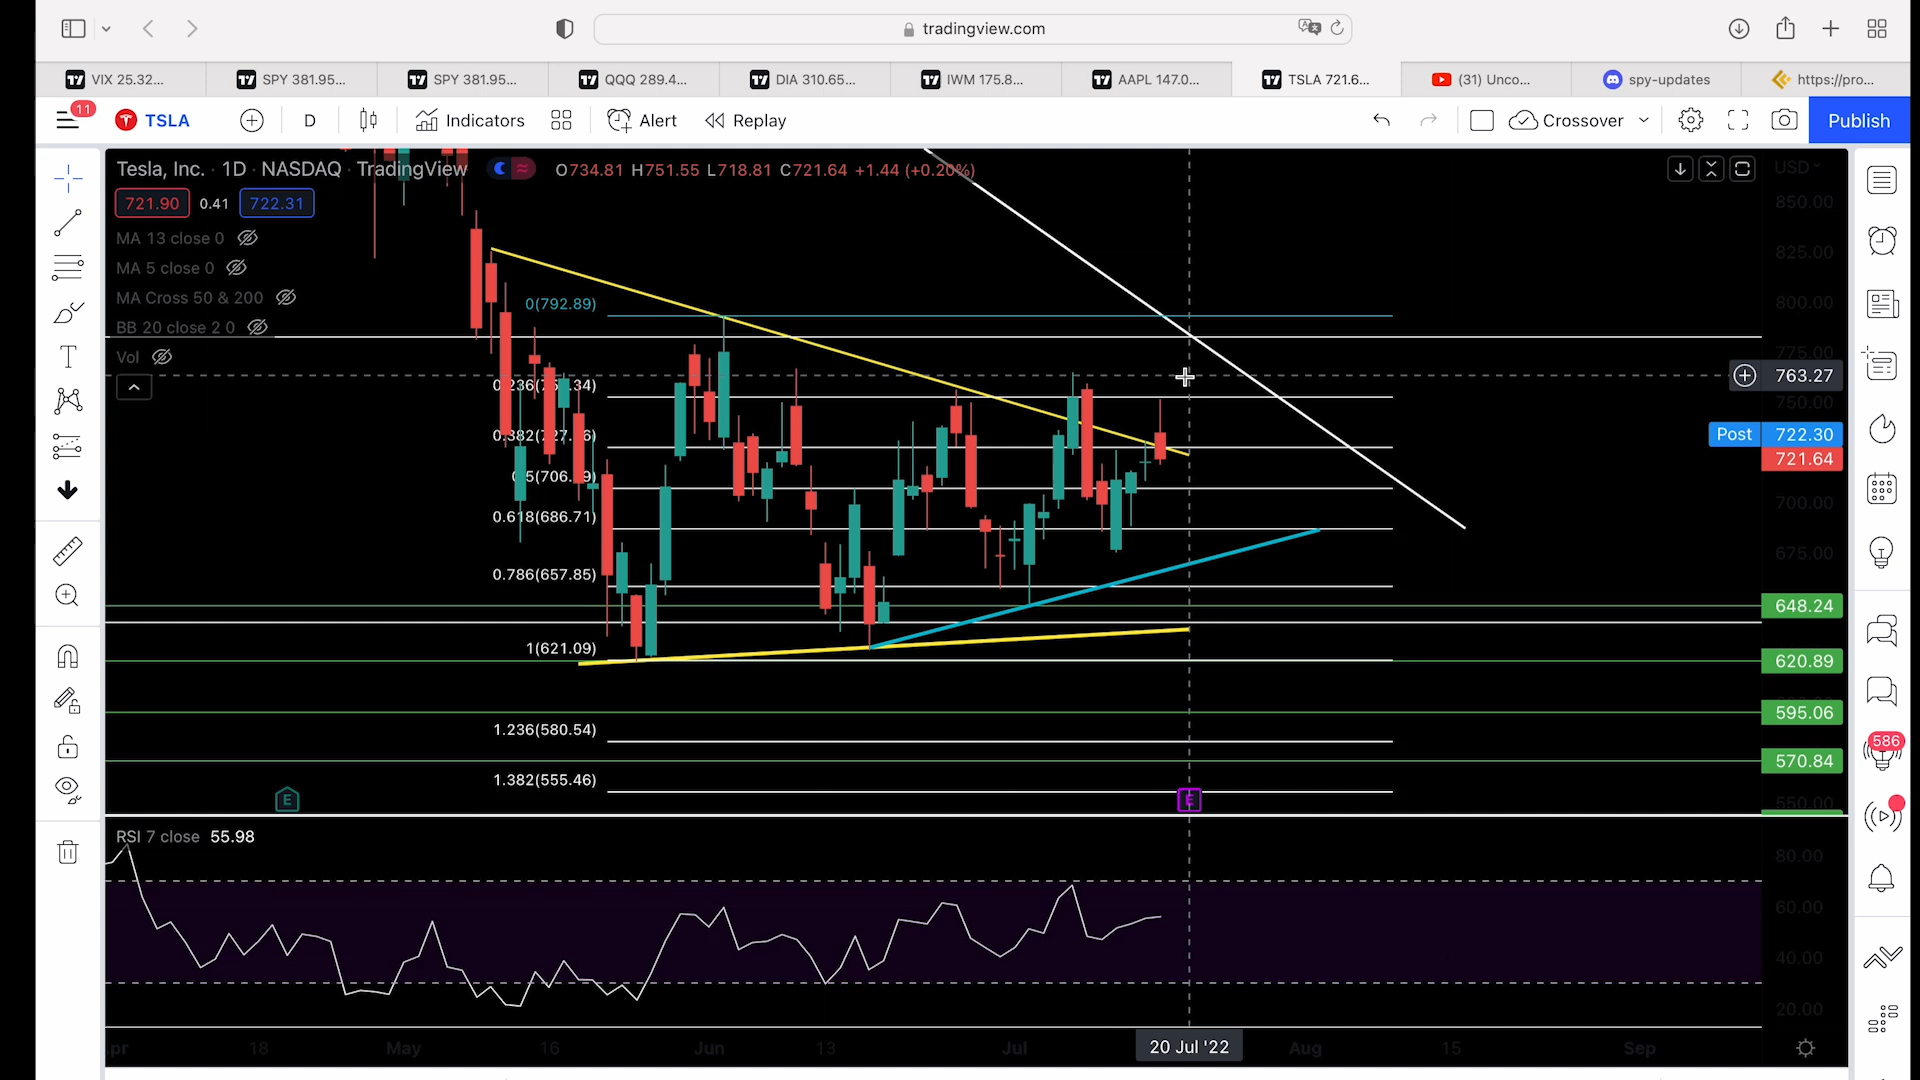 tradingview.com
VIX 25.32...
SPY 381.95...
SPY 381.95...
QQQ 289.4...
DIA 310.65...
IWM 175.8...
AAPL 147.0...
TSLA 721.6...
(31) Unco...
spy-updates
https://pro...
11
TSLA
D
Indicators
Alert
Replay
Crossover
Publish
Tesla, Inc. · 1D · NASDAQ · TradingView
O734.81 H751.55 L718.81 C721.64 +1.44 (+0.20%)
USD
721.90 0.41 722.31
850.00
MA 13 close 0
825.00
MA 5 close 0
MA Cross 50 & 200
0(792.89)
800.00
BB 20 close 2 0
Vol
775.00
763.27
750.00
Post 722.30
721.64
0.618(686.71)
700.00
675.00
0.786(657.85)
648.24
1(621.09)
620.89
595.06
1.236(580.54)
570.84
1.382(555.46)
550.00
E
E
586
RSI 7 close 55.98
80.00
60.00
40.00
20.00
18
May
16
Jun
13
Jul
20 Jul '22
Aug
15
Sep